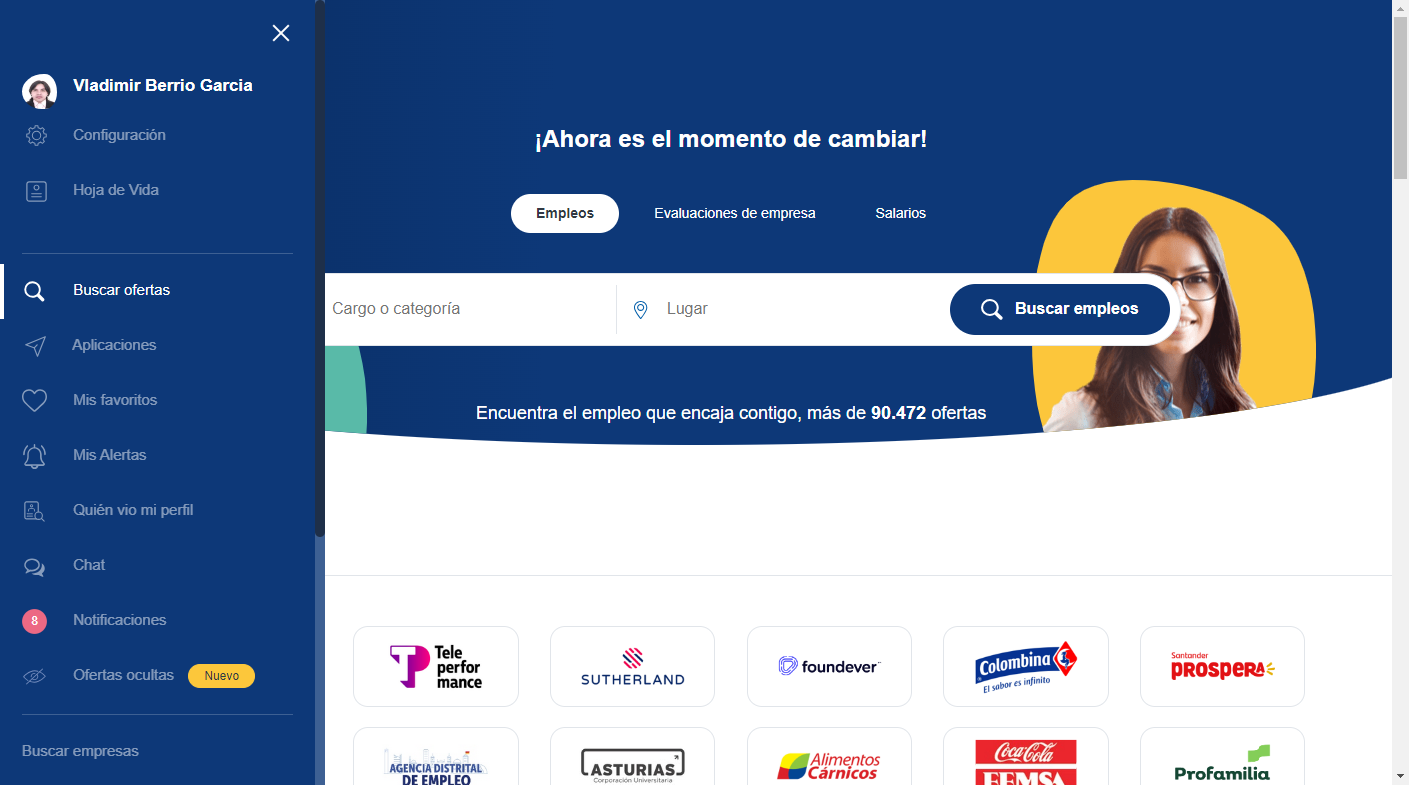 Vladimir Berrio Garcia
Configuración
Hoja de Vida
Buscar ofertas
Aplicaciones
Mis favoritos
Mis Alertas
Quién vio mi perfil
Chat
8 Notificaciones
Ofertas ocultas Nuevo
Buscar empresas
¡Ahora es el momento de cambiar!
Empleos Evaluaciones de empresa Salarios
Cargo o categoría Lugar Buscar empleos
Encuentra el empleo que encaja contigo, más de 90.472 ofertas
Tele
perfor
mance
SUTHERLAND
foundever
Colombina
El sabor es infinito
Santander
PROSPERA
AGENCIA DISTRITAL
DE EMPLEO
ASTURIAS
Corporación Universitaria
Alimentos
Cárnicos
Coca-Cola
FEMSA
Profamilia